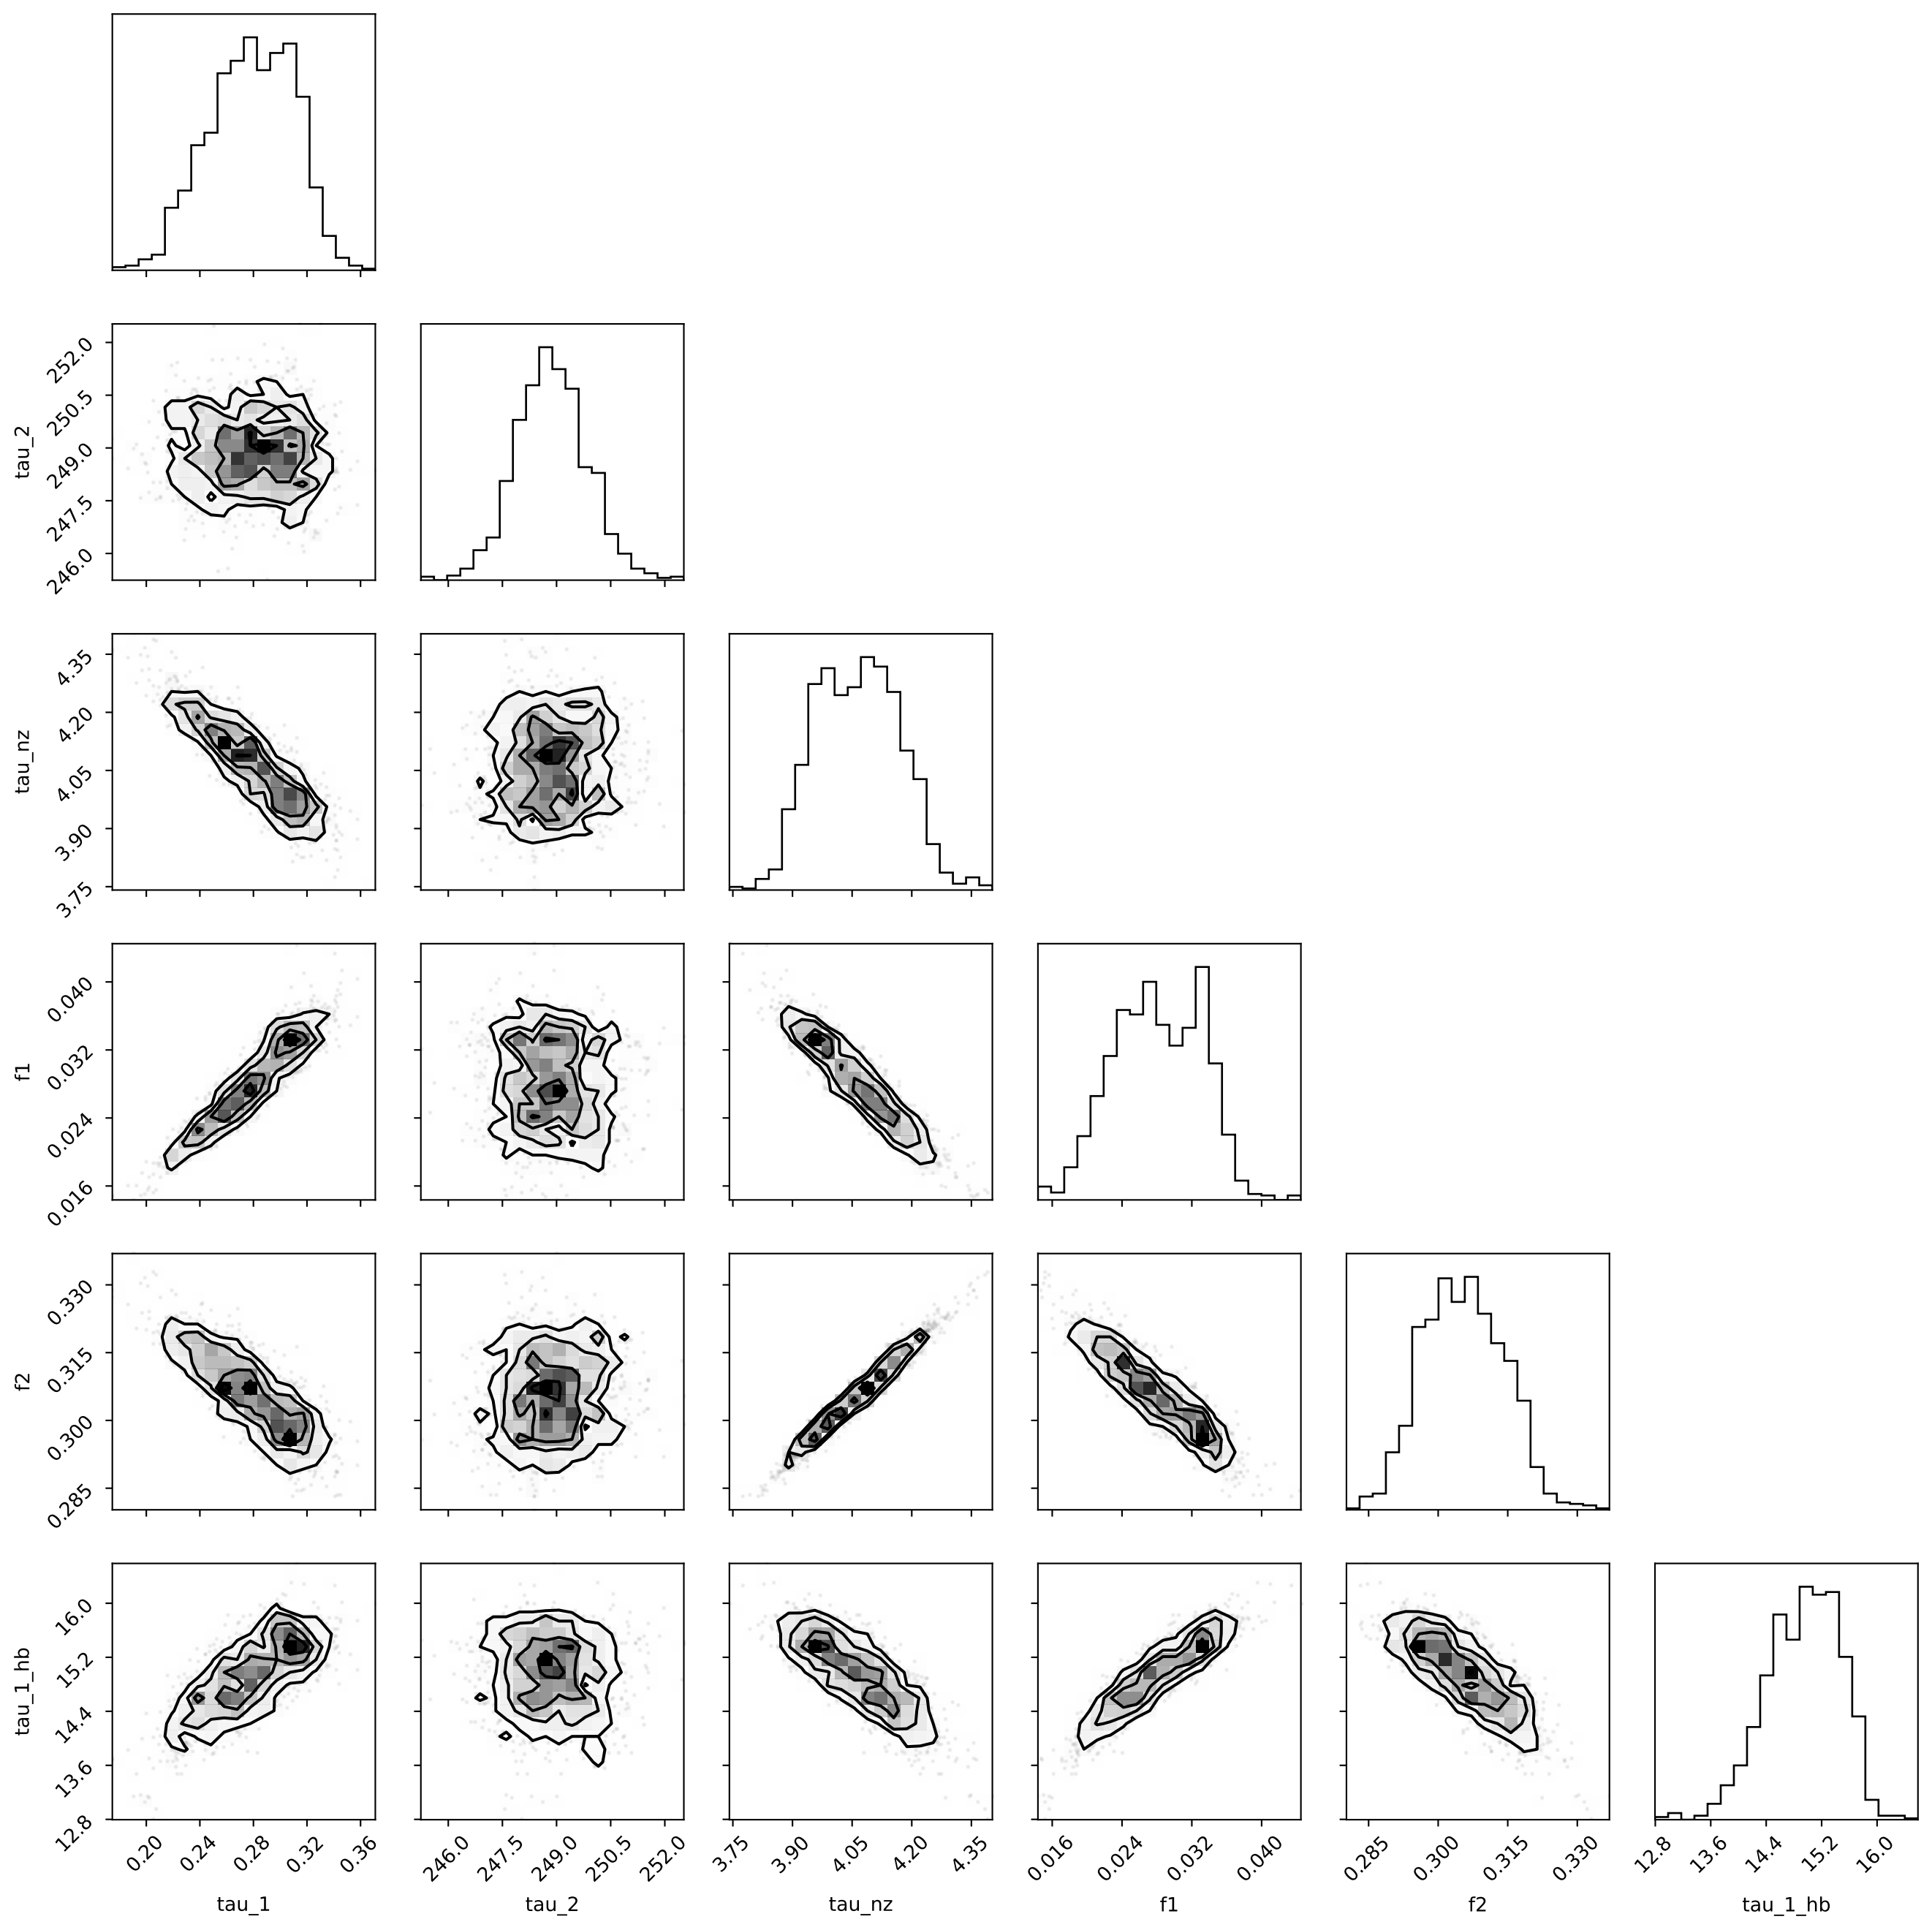 252.0
250.5
249.0
247.5
246.0
tau_2
4.35
4.20
4.05
3.90
3.75
tau_nz
0.040
0.032
0.024
0.016
f1
0.330
0.315
0.300
0.285
f2
16.0
15.2
14.4
13.6
12.8
tau_1_hb
0.20 0.24 0.28 0.32 0.36
246.0 247.5 249.0 250.5 252.0
3.75 3.90 4.05 4.20 4.35
0.016 0.024 0.032 0.040
0.285 0.300 0.315 0.330
12.8 13.6 14.4 15.2 16.0
tau_1 tau_2 tau_nz f1 f2 tau_1_hb